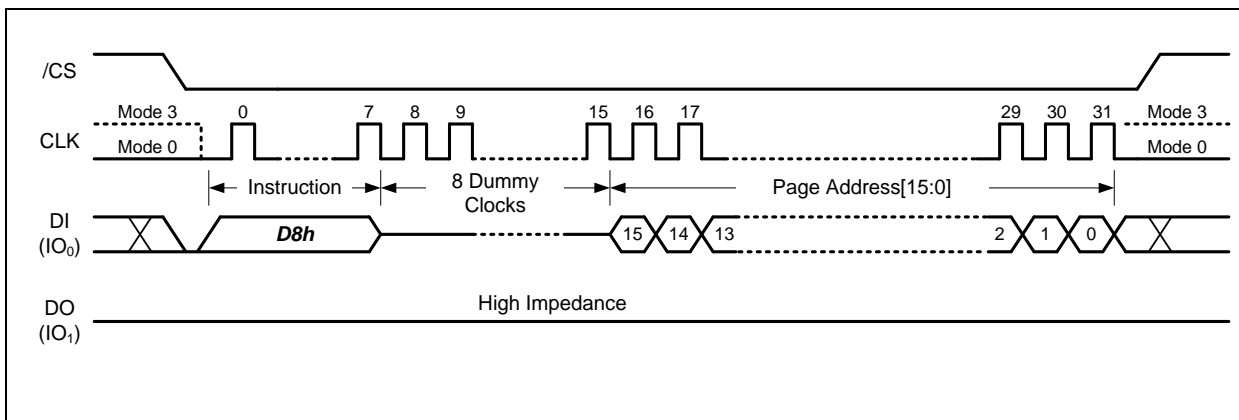 /CS
Mode 3 0 7 8 9 15 16 17 29 30 31 Mode 3
CLK
Mode 0 Mode 0
Instruction 8 Dummy Page Address[15:0]
Clocks
DI
(IO0) D8h 15 14 13 2 1 0
High Impedance
DO
(IO1)